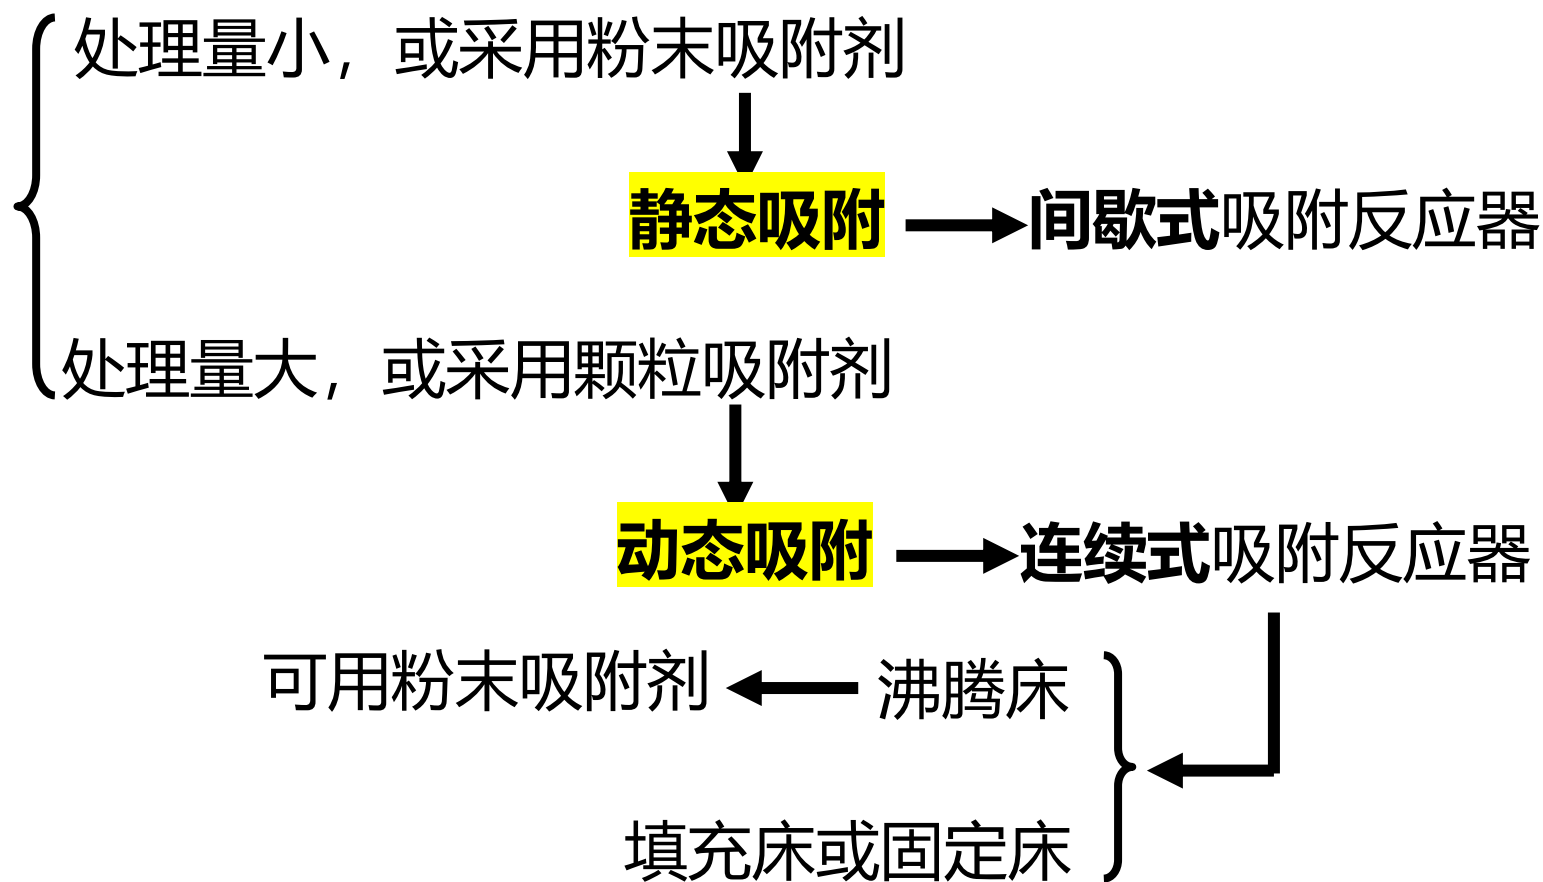 处理量小，或采用粉末吸附剂
静态吸附
间歇式吸附反应器
处理量大，或采用颗粒吸附剂
动态吸附
连续式吸附反应器
可用粉末吸附剂
沸腾床
填充床或固定床